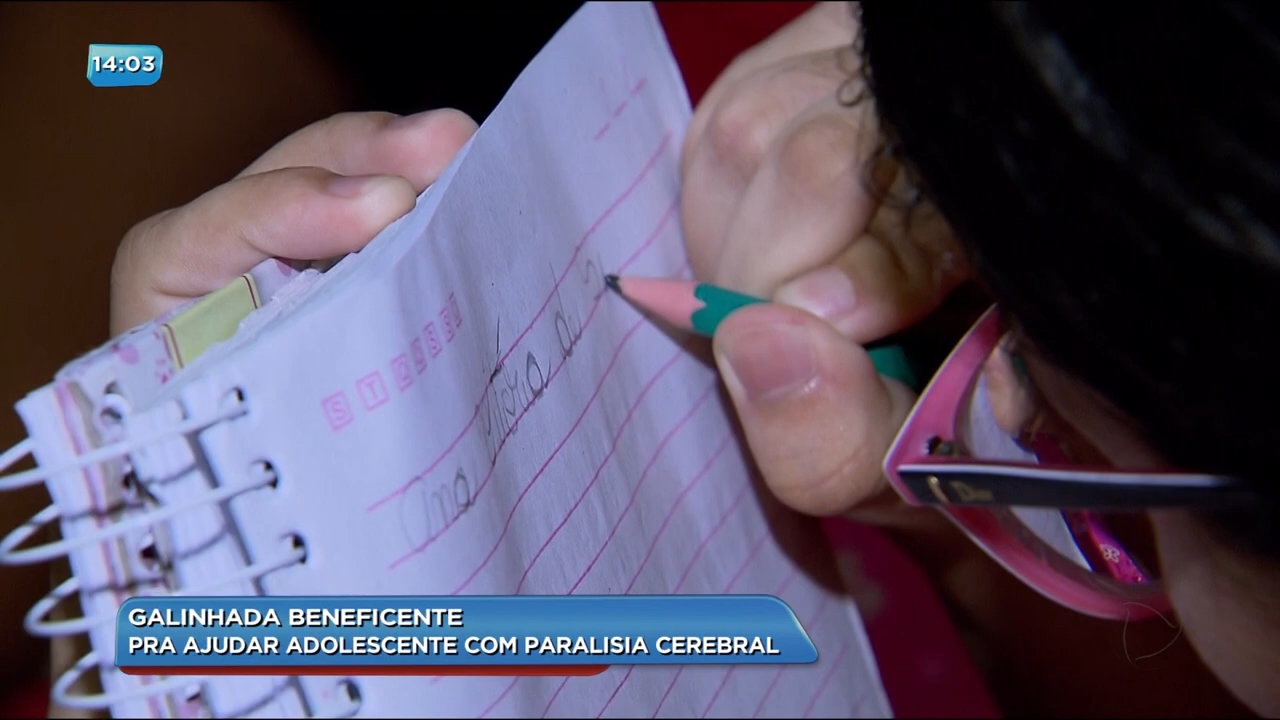 14:03
S T Q Q S S D
GALINHADA BENEFICENTE
PRA AJUDAR ADOLESCENTE COM PARALISIA CEREBRAL